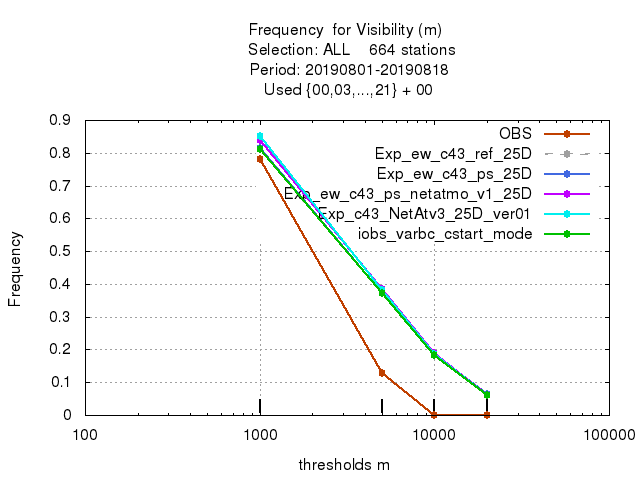 Frequency for Visibility (m)
Selection: ALL 664 stations
Period: 20190801-20190818
Used {00,03,...,21} + 00
0.9
0.8
0.7
0.6
0.5
0.4
0.3
0.2
0.1
0
Frequency
OBS
Exp_ew_c43_ref_25D
Exp_ew_c43_ps_25D
Exp_ew_c43_ps_netatmo_v1_25D
Exp_c43_NetAtv3_25D_ver01
iobs_varbc_cstart_mode
100 1000 10000 100000
thresholds m